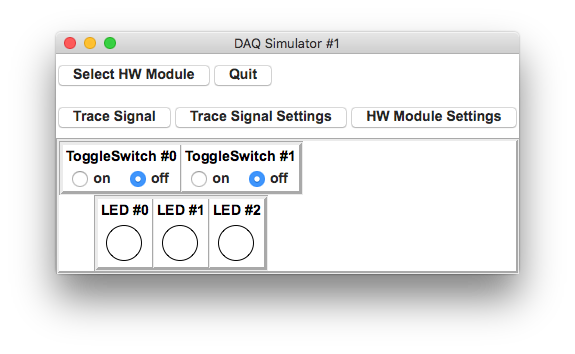 DAQ Simulator #1
Select HW Module Quit
Trace Signal Trace Signal Settings HW Module Settings
ToggleSwitch #0 ToggleSwitch #1
on off on off
LED #0 LED #1 LED #2